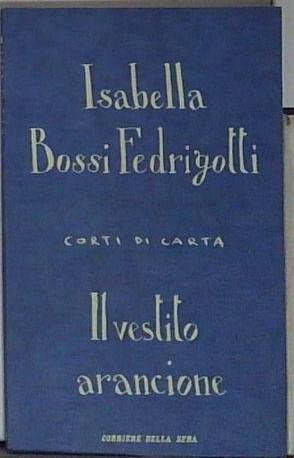 Isabella
Bossi Fedrigotti
CORTI DI CARTA
Il vestito
arancione
CORRIERE DELLA SERA